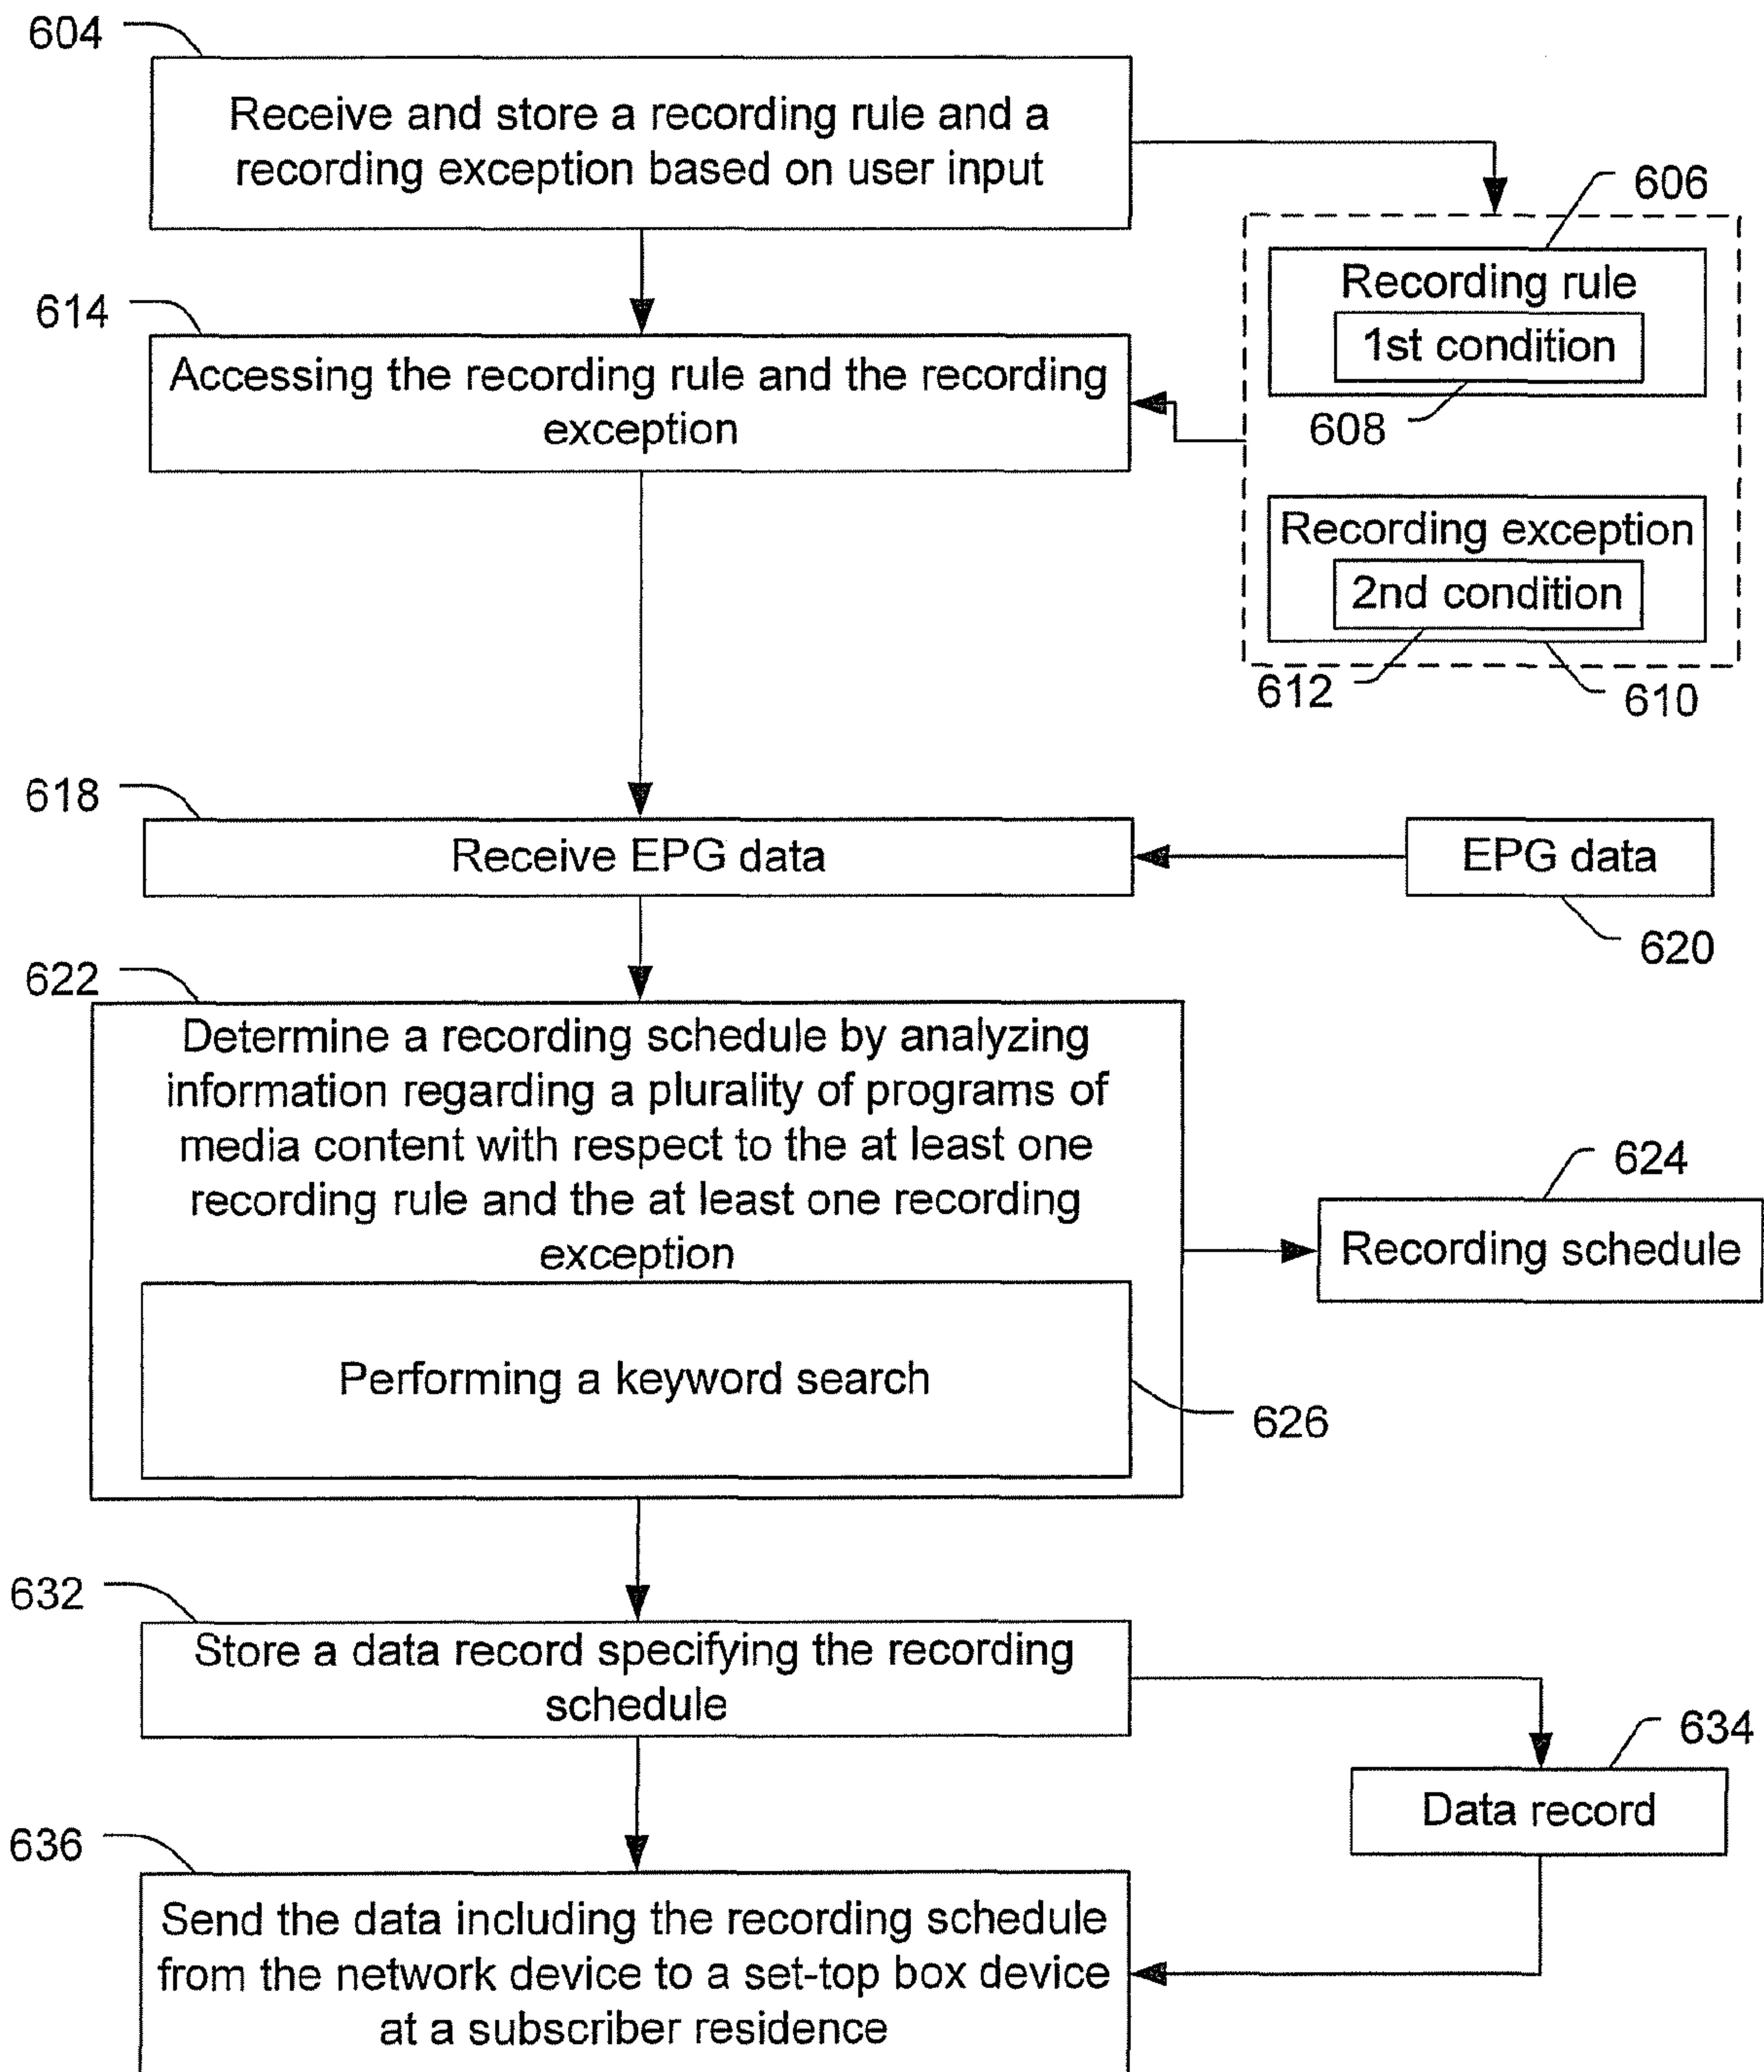 604
Receive and store a recording rule and a
recording exception based on user input
606
Recording rule
1st condition
608
614
Accessing the recording rule and the recording
exception
Recording exception
2nd condition
612
610
618
Receive EPG data
EPG data
620
622
Determine a recording schedule by analyzing
information regarding a plurality of programs of
media content with respect to the at least one
recording rule and the at least one recording
exception
624
Recording schedule
Performing a keyword search
626
632
Store a data record specifying the recording
schedule
634
Data record
636
Send the data including the recording schedule
from the network device to a set-top box device
at a subscriber residence